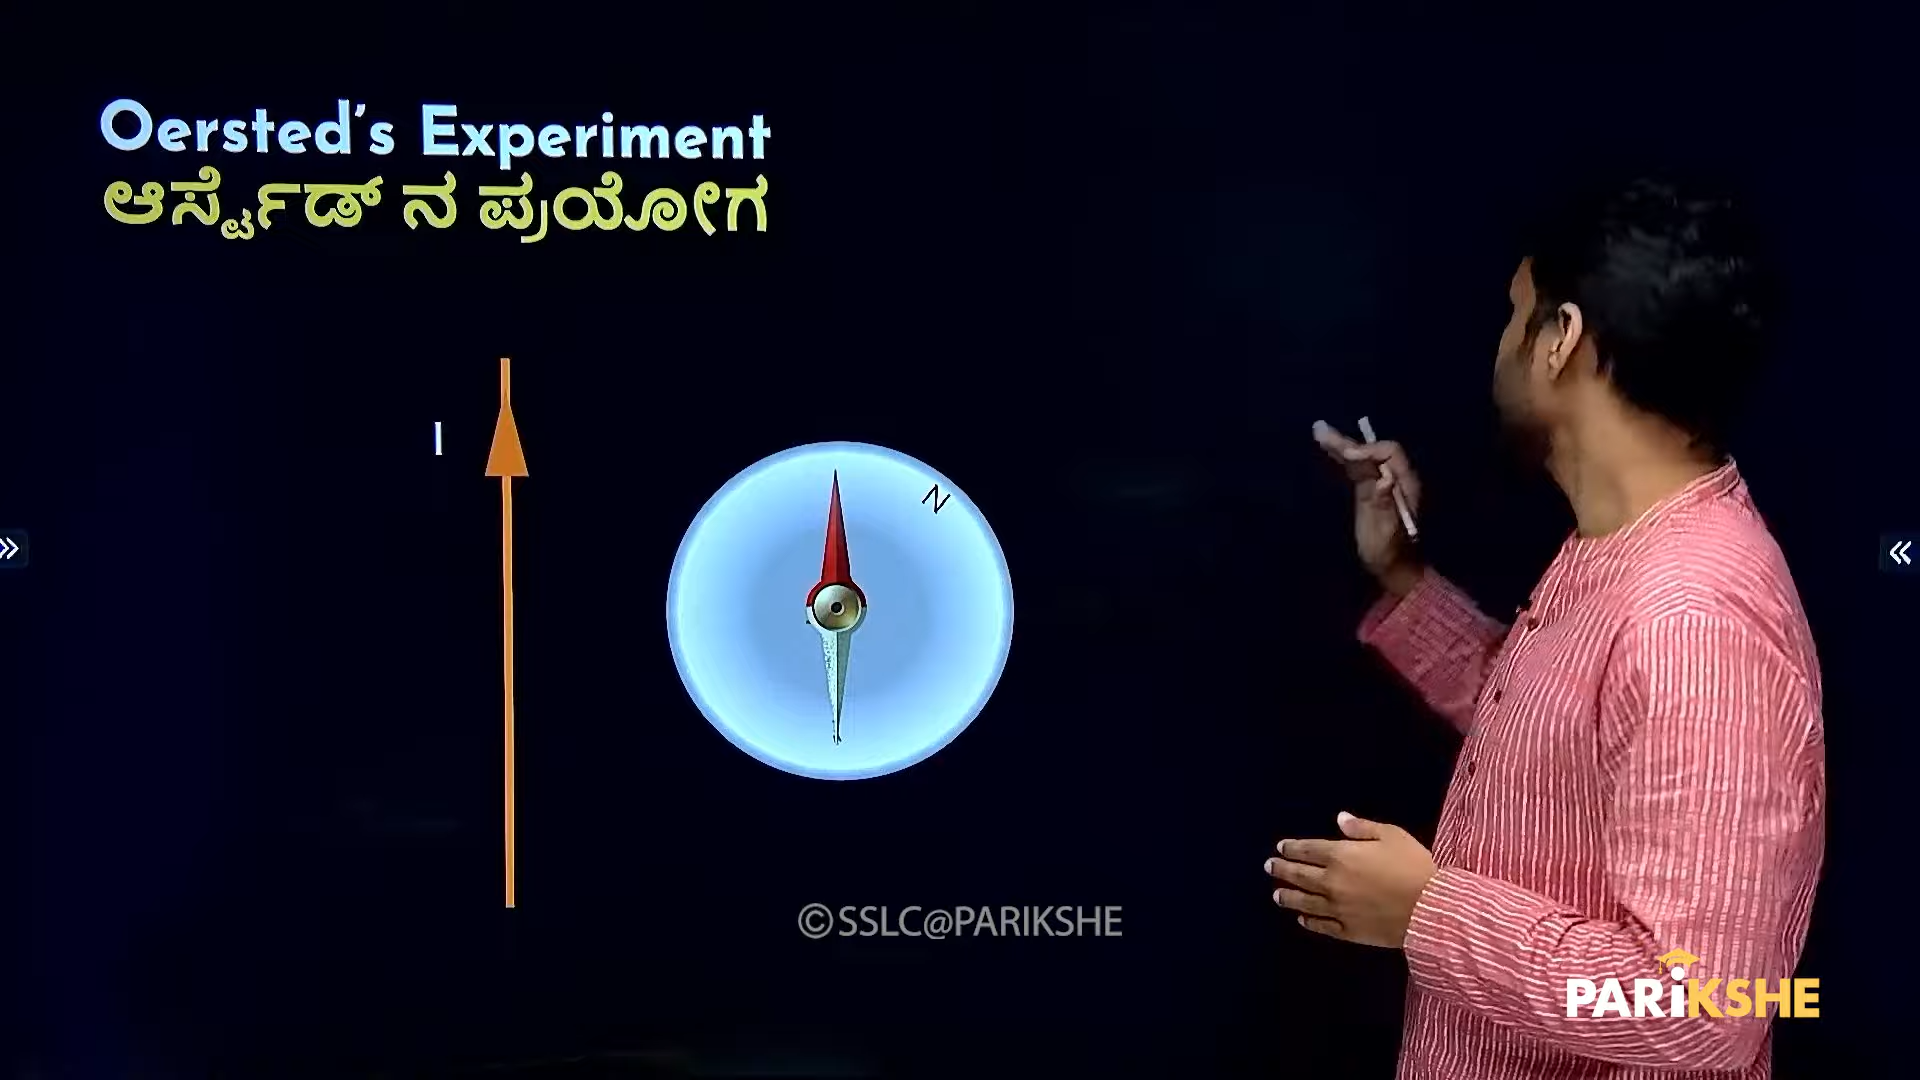 Oersted's Experiment
ಆರ್ಸ್ಟೆರ್ಡ್ ನ ಪ್ರಯೋಗ
I
N
©SSLC@PARIKSHE
PARiKSHE